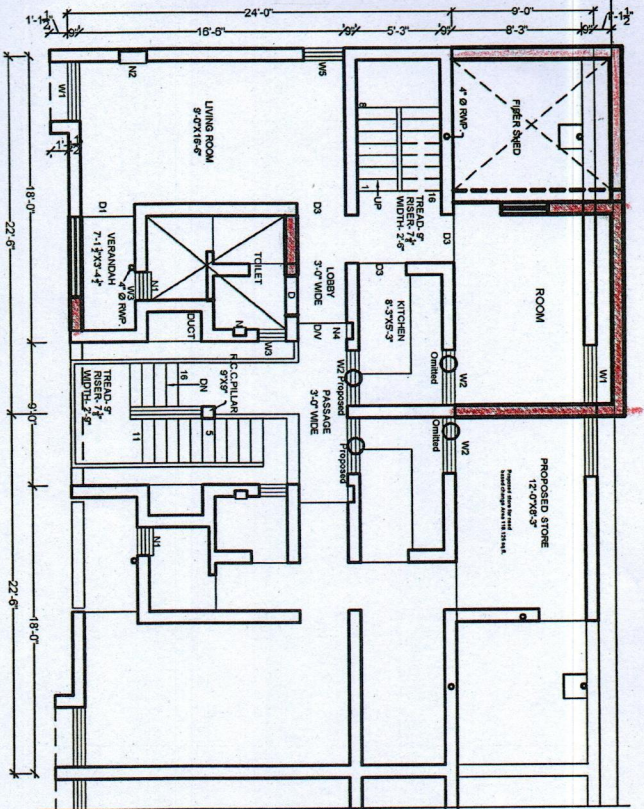 24'-0"
9'-0"
1'-1½"
9"
16'-6"
9"
5'-3"
9"
8'-3"
9"
1'-1½"
W1
N2
W5
LIVING ROOM
9'-0"X16'-6"
8
1
UP
16
TREAD- 9"
RISER- 7½"
WIDTH- 2'-6"
4" Ø RWP.
FIBER SHED
D1
D3
D3
D3
VERANDAH
7'-1½"X3'-4½"
4" Ø RWP.
W3
N1
TOILET
D
LOBBY
3'-0" WIDE
KITCHEN
8'-3"X5'-3"
ROOM
DUCT
N
W3
D/V
N4
W2 Proposed
Omitted
W2
W1
TREAD- 9"
RISER- 7½"
WIDTH- 2'-9"
16
DN
11
5
R.C.C.PILLAR
9"X9"
PASSAGE
3'-0" WIDE
Proposed
Omitted
W2
PROPOSED STORE
12'-0"X8'-3"
N1
18'-0"
22'-6"
9'-0"
18'-0"
22'-6"